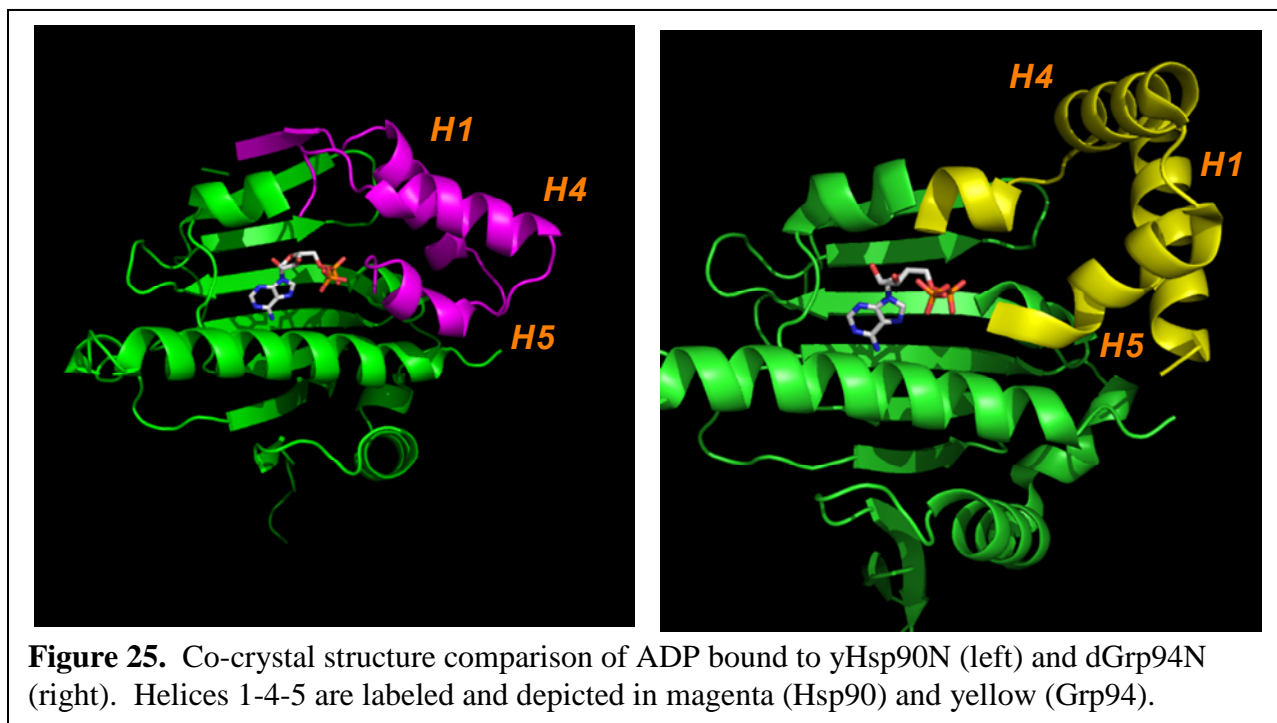 H1
H4
H5
H4
H1
H5
Figure 25. Co-crystal structure comparison of ADP bound to yHsp90N (left) and dGrp94N
(right). Helices 1-4-5 are labeled and depicted in magenta (Hsp90) and yellow (Grp94).